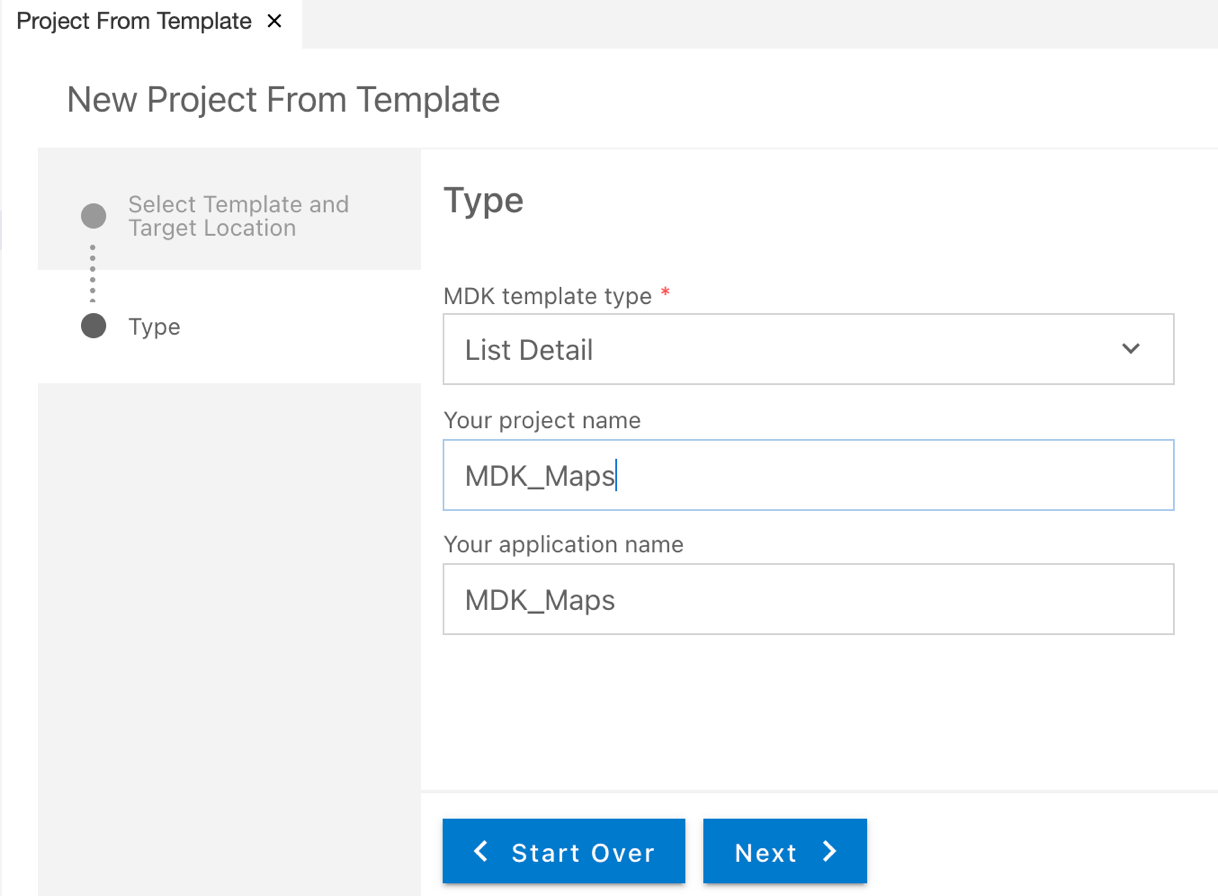 Project From Template ×
New Project From Template
Select Template and
Target Location
Type
Type
MDK template type *
List Detail
Your project name
MDK_Maps
Your application name
MDK_Maps
Start Over
Next